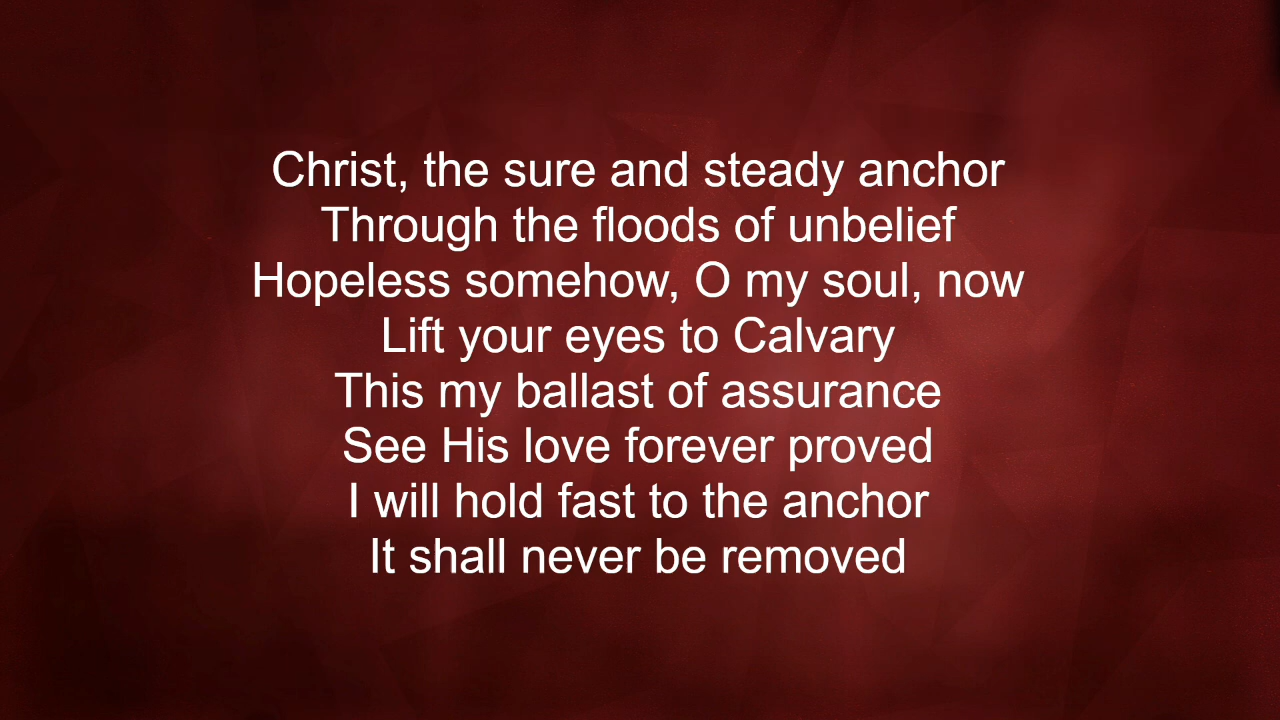 Christ, the sure and steady anchor
Through the floods of unbelief
Hopeless somehow, O my soul, now
Lift your eyes to Calvary
This my ballast of assurance
See His love forever proved
I will hold fast to the anchor
It shall never be removed